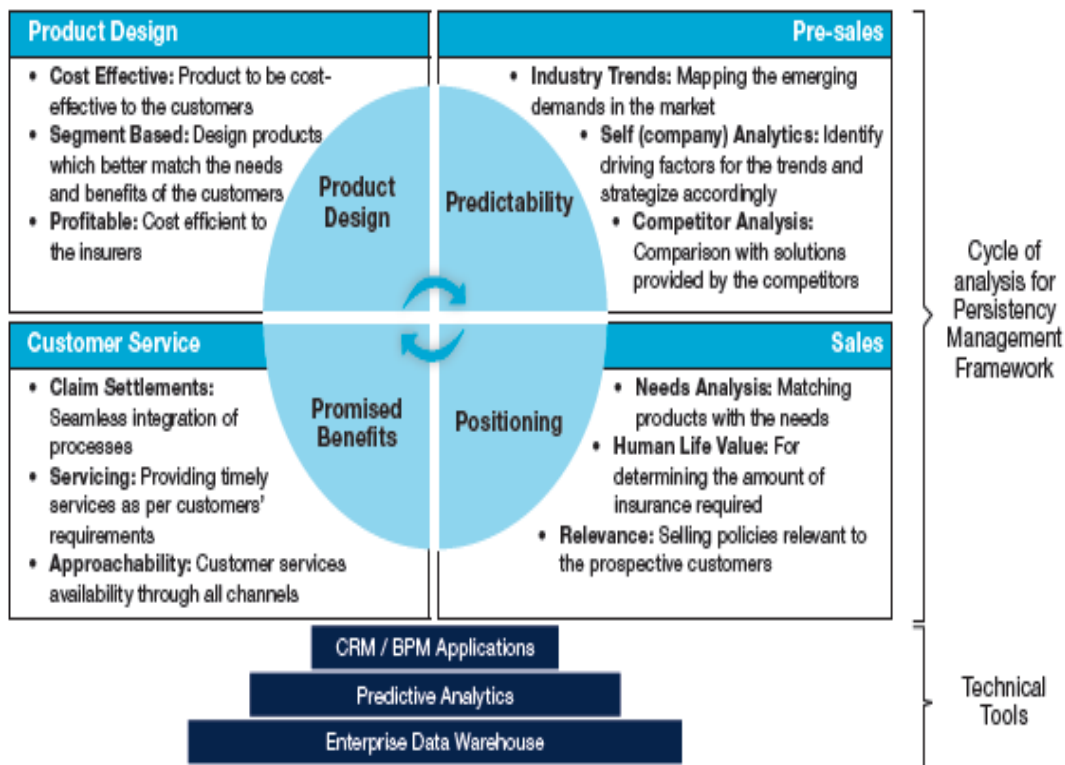 Product Design
• Cost Effective: Product to be cost-
effective to the customers
• Segment Based: Design products
which better match the needs
and benefits of the customers
• Profitable: Cost efficient to
the insurers
Product
Design
Pre-sales
• Industry Trends: Mapping the emerging
demands in the market
• Self (company) Analytics: Identify
driving factors for the trends and
strategize accordingly
• Competitor Analysis:
Comparison with solutions
provided by the competitors
Predictability
Customer Service
• Claim Settlements:
Seamless integration of
processes
• Servicing: Providing timely
services as per customers'
requirements
• Approachability: Customer services
availability through all channels
Promised
Benefits
Sales
• Needs Analysis: Matching
products with the needs
• Human Life Value: For
determining the amount of
insurance required
• Relevance: Selling policies relevant to
the prospective customers
Positioning
Cycle of
analysis for
Persistency
Management
Framework
CRM / BPM Applications
Predictive Analytics
Enterprise Data Warehouse
Technical
Tools